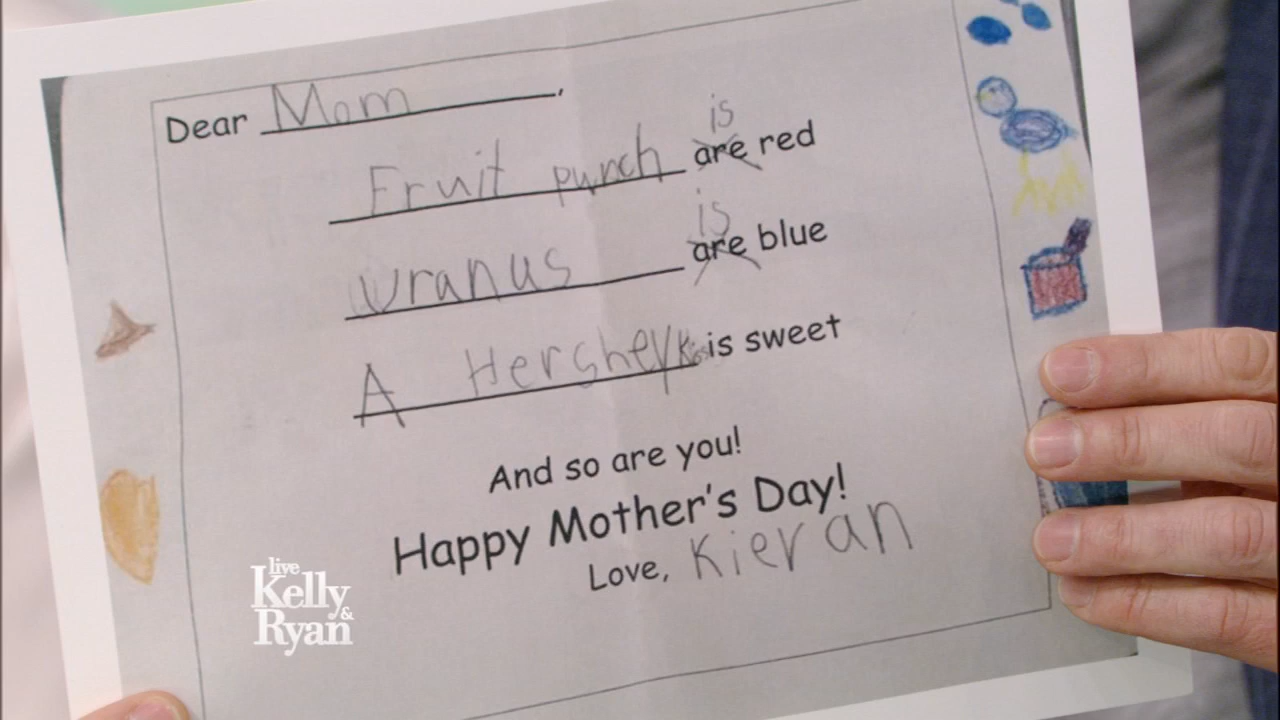 Dear Mom,
Fruit punch is are red
Uranus is are blue
A Hershey Kiss is sweet
And so are you!
Happy Mother's Day!
Love, Kieran
live
Kelly
&
Ryan